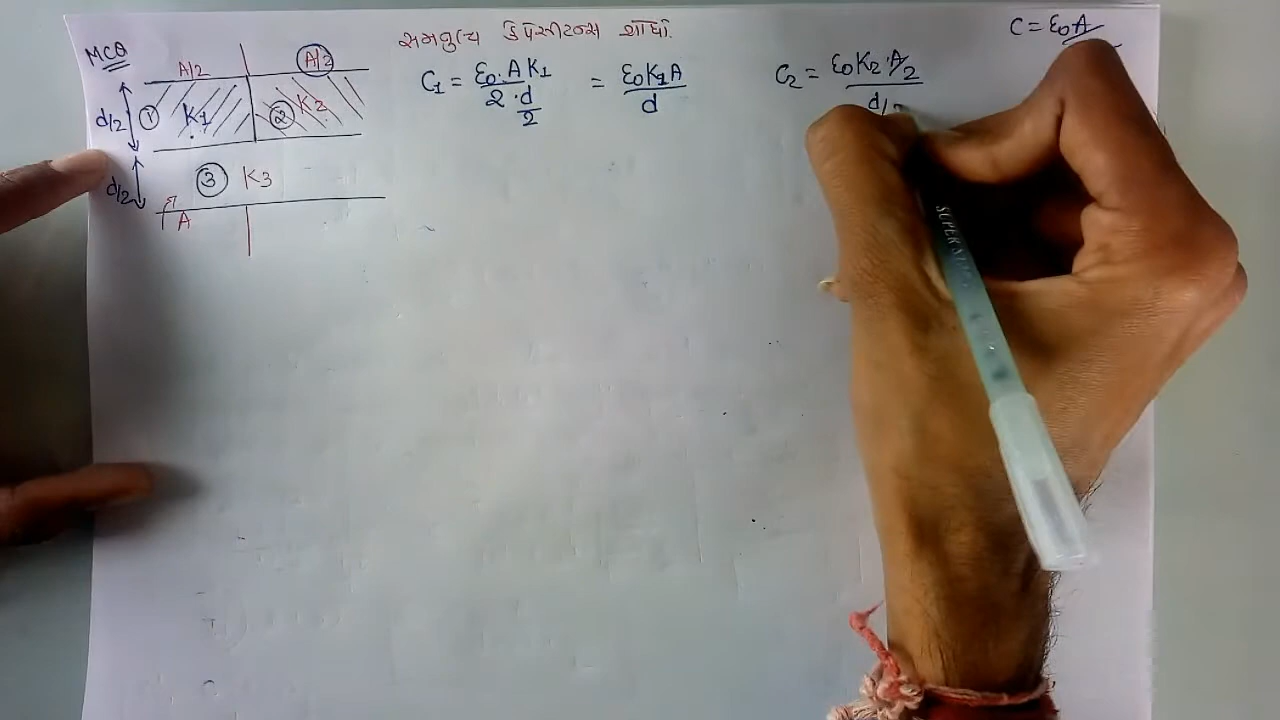 MCQ
સમતુલ્ય કેપેસીટન્સ શોધો.
C = ε₀A
A/2 A/2
C₁ = ε₀.A K₁ / 2.d/2 = ε₀K₁A / d
C₂ = ε₀K₂.A/2 / d/2
d/2 ① K₁ ② K₂
d/2 ③ K₃
A